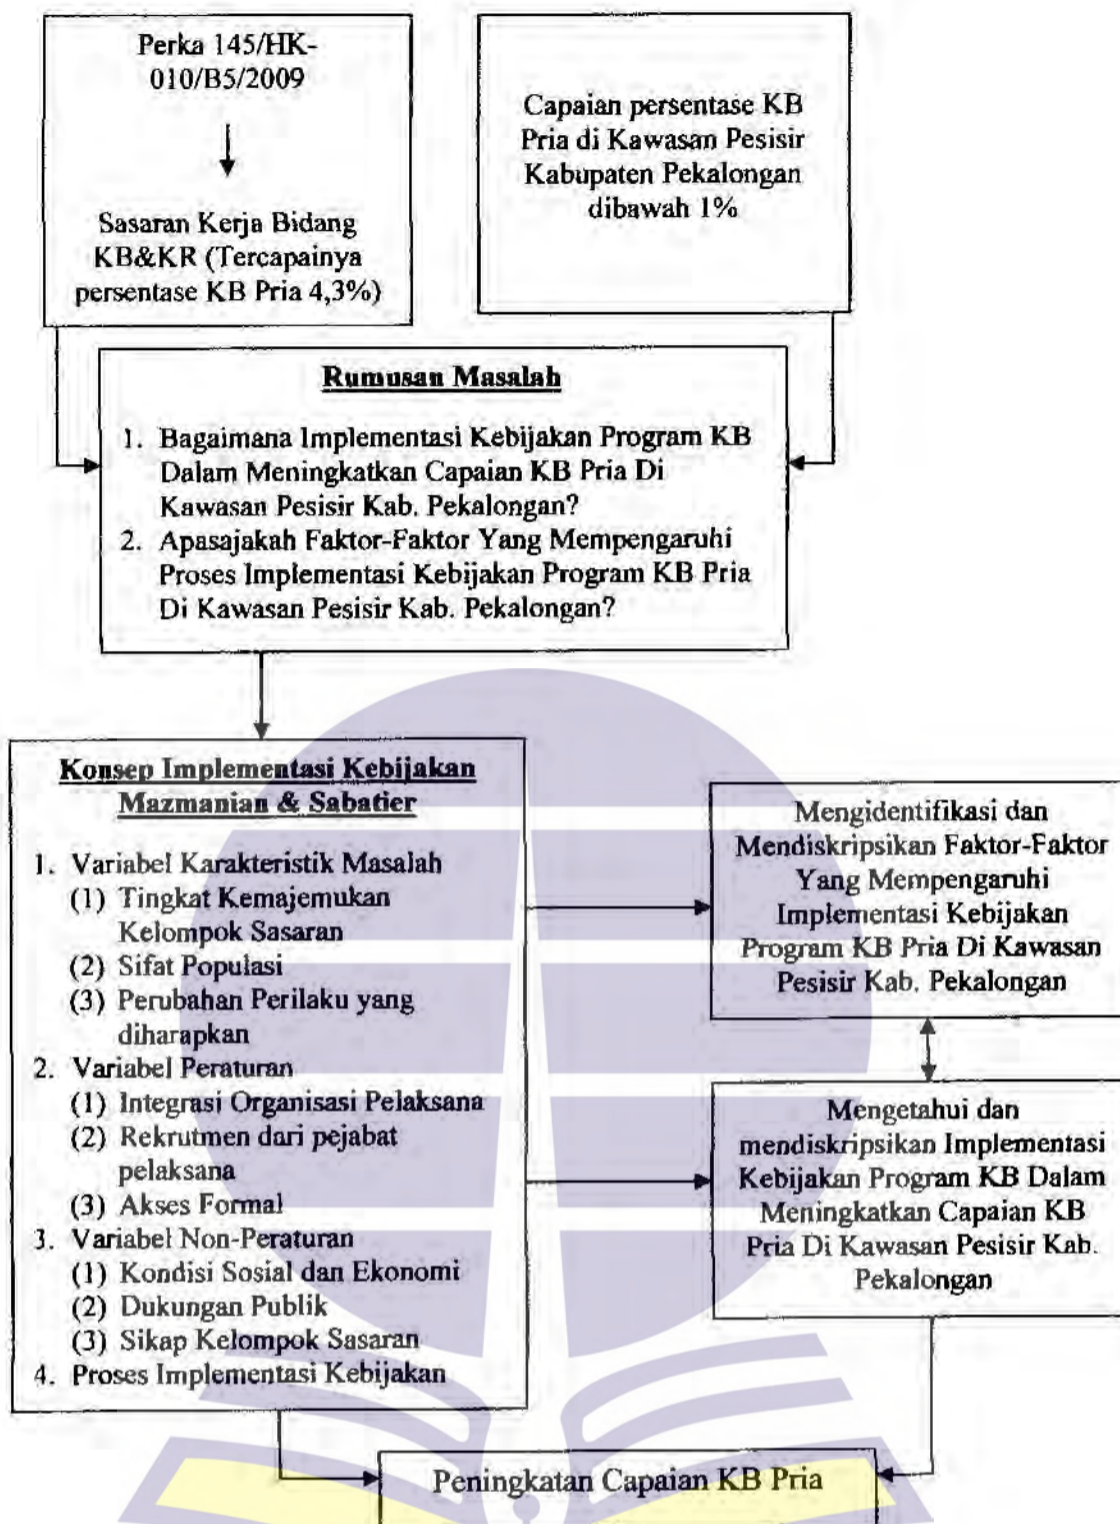 Perka 145/HK-
010/B5/2009
Sasaran Kerja Bidang
KB&KR (Tercapainya
persentase KB Pria 4,3%)
Capaian persentase KB
Pria di Kawasan Pesisir
Kabupaten Pekalongan
dibawah 1%
Rumusan Masalah
1. Bagaimana Implementasi Kebijakan Program KB
Dalam Meningkatkan Capaian KB Pria Di
Kawasan Pesisir Kab. Pekalongan?
2. Apasajakah Faktor-Faktor Yang Mempengaruhi
Proses Implementasi Kebijakan Program KB Pria
Di Kawasan Pesisir Kab. Pekalongan?
Konsep Implementasi Kebijakan
Mazmanian & Sabatier
1. Variabel Karakteristik Masalah
(1) Tingkat Kemajemukan
Kelompok Sasaran
(2) Sifat Populasi
(3) Perubahan Perilaku yang
diharapkan
2. Variabel Peraturan
(1) Integrasi Organisasi Pelaksana
(2) Rekrutmen dari pejabat
pelaksana
(3) Akses Formal
3. Variabel Non-Peraturan
(1) Kondisi Sosial dan Ekonomi
(2) Dukungan Publik
(3) Sikap Kelompok Sasaran
4. Proses Implementasi Kebijakan
Mengidentifikasi dan
Mendiskripsikan Faktor-Faktor
Yang Mempengaruhi
Implementasi Kebijakan
Program KB Pria Di Kawasan
Pesisir Kab. Pekalongan
Mengetahui dan
mendiskripsikan Implementasi
Kebijakan Program KB Dalam
Meningkatkan Capaian KB
Pria Di Kawasan Pesisir Kab.
Pekalongan
Peningkatan Capaian KB Pria